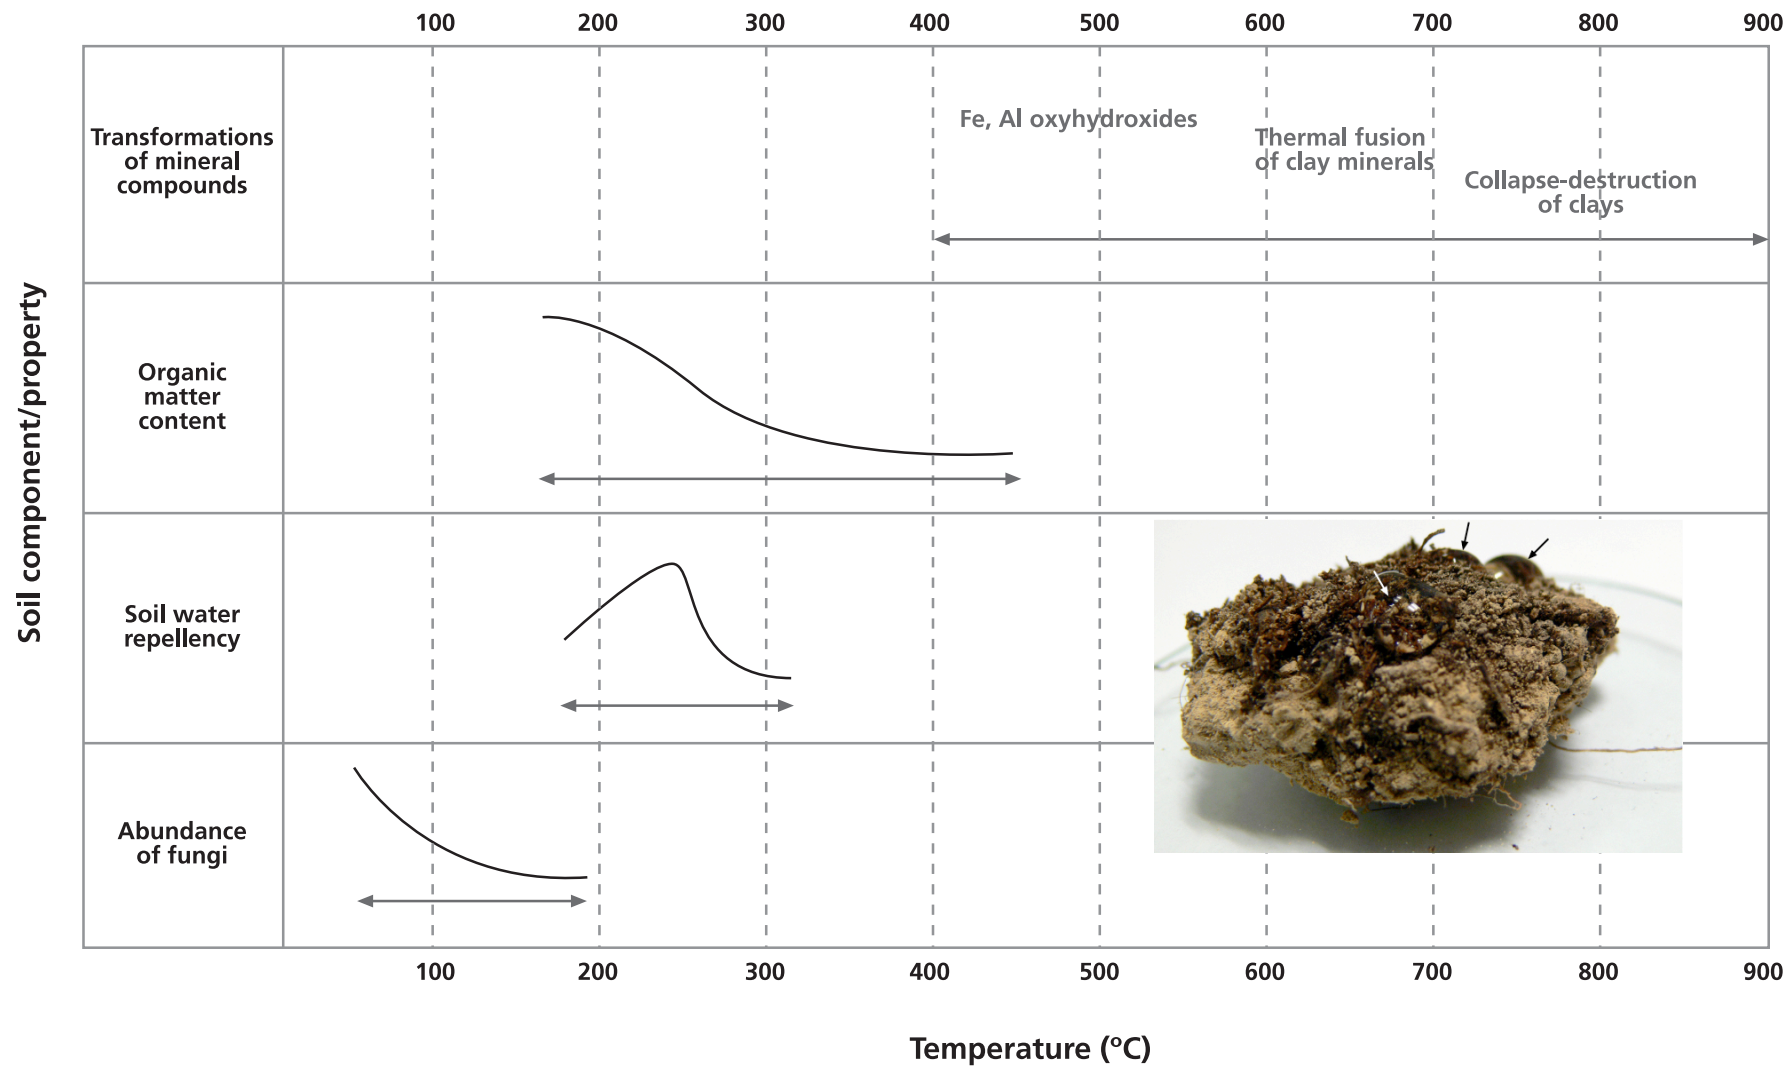 100 200 300 400 500 600 700 800 900
Transformations
of mineral
compounds
Fe, Al oxyhydroxides
Thermal fusion
of clay minerals
Collapse-destruction
of clays
Soil component/property
Organic
matter
content
Soil water
repellency
Abundance
of fungi
100 200 300 400 500 600 700 800 900
Temperature (ºC)